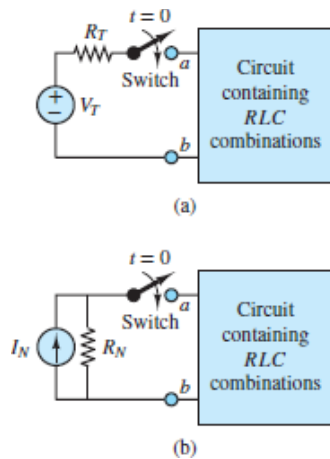 t = 0
R_T
a
Switch
+
−
V_T
Circuit
containing
RLC
combinations
b
(a)
t = 0
a
Switch
I_N
R_N
Circuit
containing
RLC
combinations
b
(b)